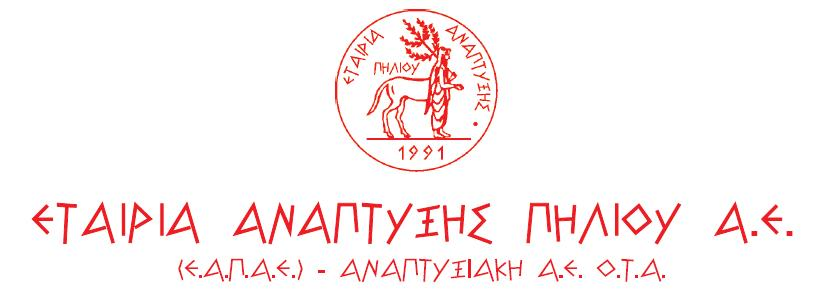 ΕΤΑΙΡΙΑ ΑΝΑΠΤΥΞΗΣ
ΠΗΛΙΟΥ
1991
ΕΤΑΙΡΙΑ ΑΝΑΠΤΥΞΗΣ ΠΗΛΙΟΥ Α.Ε.
(Ε.Α.Π.Α.Ε.) - ΑΝΑΠΤΥΞΙΑΚΗ Α.Ε. Ο.Τ.Α.